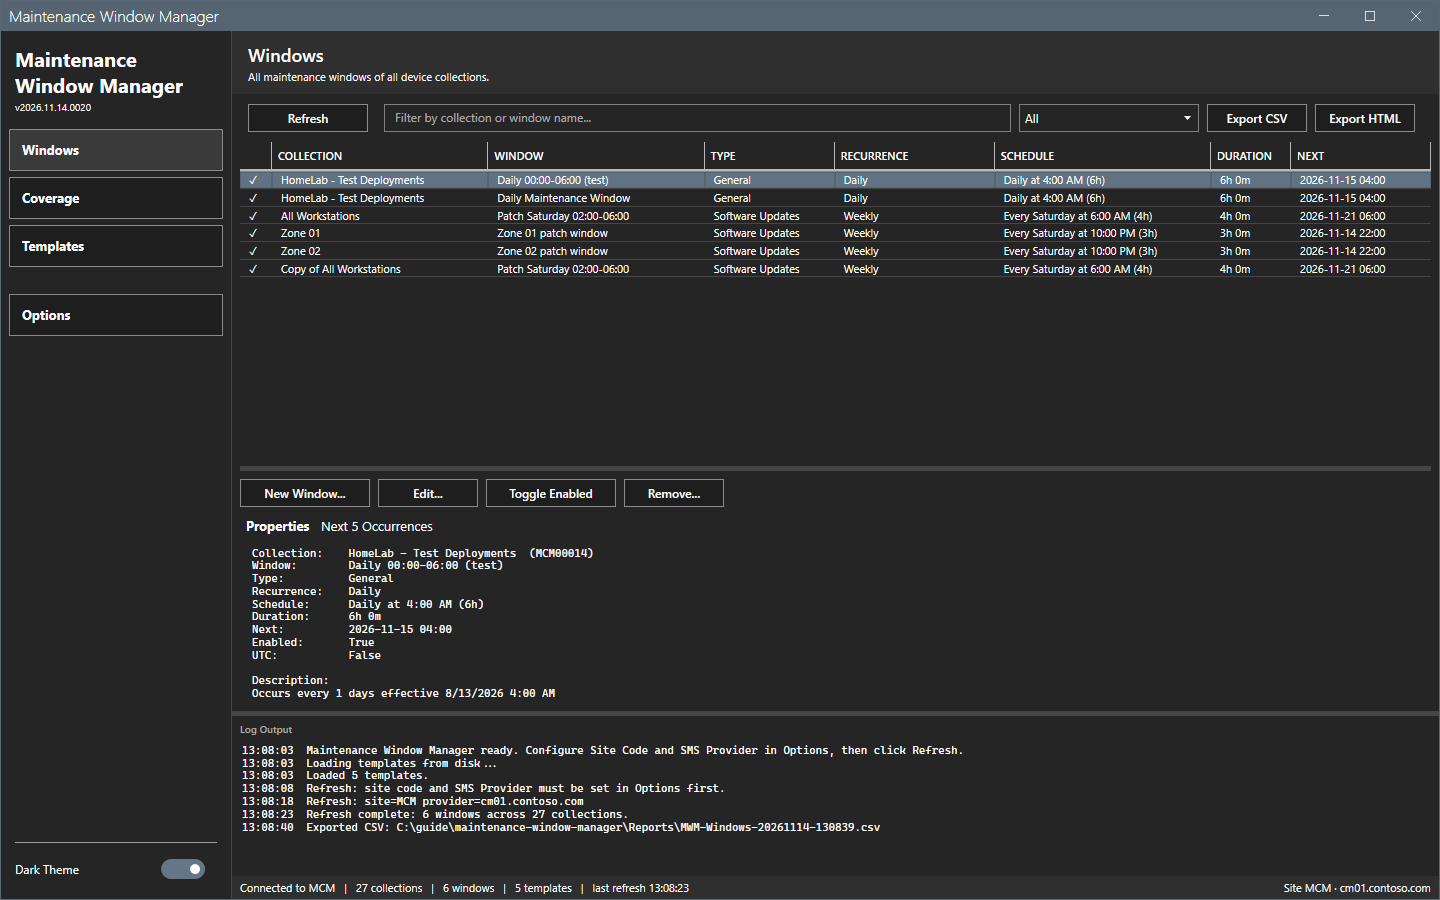 Maintenance Window Manager
Maintenance
Window Manager
v2026.11.14.0020
Windows
Coverage
Templates
Options
Dark Theme
Windows
All maintenance windows of all device collections.
Refresh
Filter by collection or window name...
All
Export CSV
Export HTML
COLLECTION WINDOW TYPE RECURRENCE SCHEDULE DURATION NEXT
✓ HomeLab - Test Deployments Daily 00:00-06:00 (test) General Daily Daily at 4:00 AM (6h) 6h 0m 2026-11-15 04:00
✓ HomeLab - Test Deployments Daily Maintenance Window General Daily Daily at 4:00 AM (6h) 6h 0m 2026-11-15 04:00
✓ All Workstations Patch Saturday 02:00-06:00 Software Updates Weekly Every Saturday at 6:00 AM (4h) 4h 0m 2026-11-21 06:00
✓ Zone 01 Zone 01 patch window Software Updates Weekly Every Saturday at 10:00 PM (3h) 3h 0m 2026-11-14 22:00
✓ Zone 02 Zone 02 patch window Software Updates Weekly Every Saturday at 10:00 PM (3h) 3h 0m 2026-11-14 22:00
✓ Copy of All Workstations Patch Saturday 02:00-06:00 Software Updates Weekly Every Saturday at 6:00 AM (4h) 4h 0m 2026-11-21 06:00
New Window... Edit... Toggle Enabled Remove...
Properties Next 5 Occurrences
Collection: HomeLab - Test Deployments (MCM00014)
Window: Daily 00:00-06:00 (test)
Type: General
Recurrence: Daily
Schedule: Daily at 4:00 AM (6h)
Duration: 6h 0m
Next: 2026-11-15 04:00
Enabled: True
UTC: False
Description:
Occurs every 1 days effective 8/13/2026 4:00 AM
Log Output
13:08:03 Maintenance Window Manager ready. Configure Site Code and SMS Provider in Options, then click Refresh.
13:08:03 Loading templates from disk...
13:08:03 Loaded 5 templates.
13:08:08 Refresh: site code and SMS Provider must be set in Options first.
13:08:18 Refresh: site=MCM provider=cm01.contoso.com
13:08:23 Refresh complete: 6 windows across 27 collections.
13:08:40 Exported CSV: C:\guide\maintenance-window-manager\Reports\MWM-Windows-20261114-130839.csv
Connected to MCM | 27 collections | 6 windows | 5 templates | last refresh 13:08:23
Site MCM · cm01.contoso.com